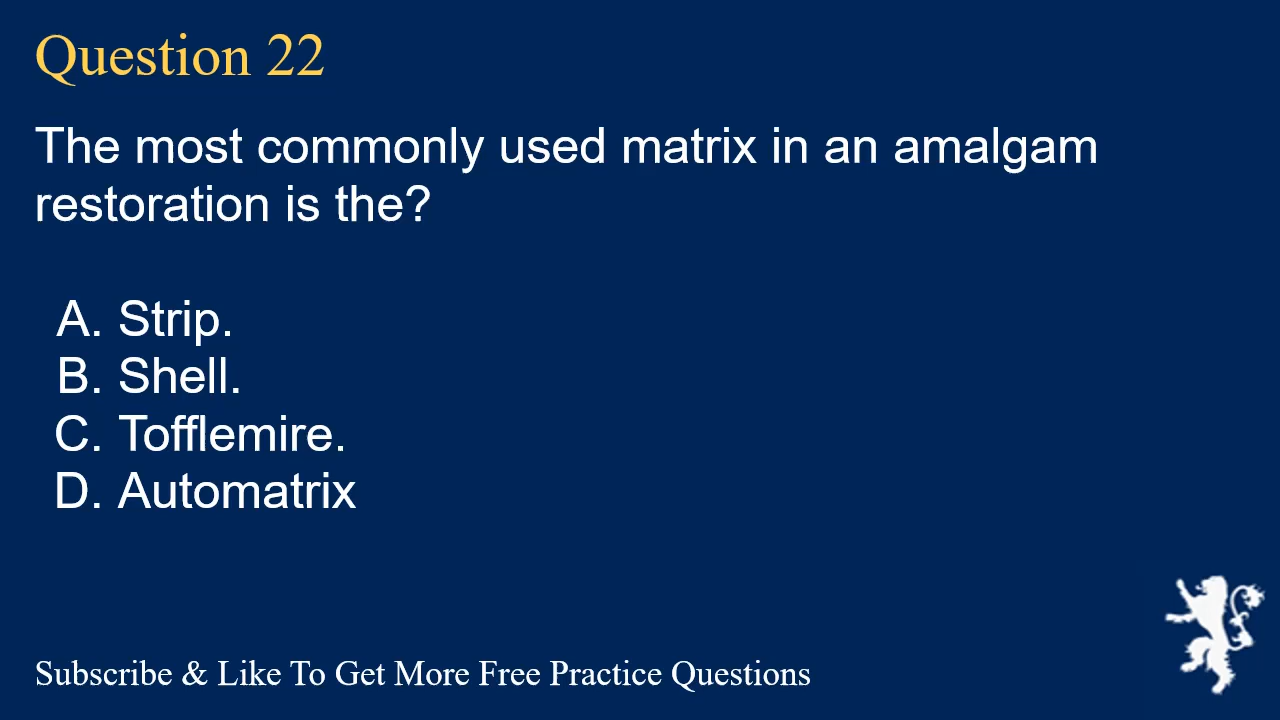 Question 22
The most commonly used matrix in an amalgam
restoration is the?
A. Strip.
B. Shell.
C. Tofflemire.
D. Automatrix
Subscribe & Like To Get More Free Practice Questions